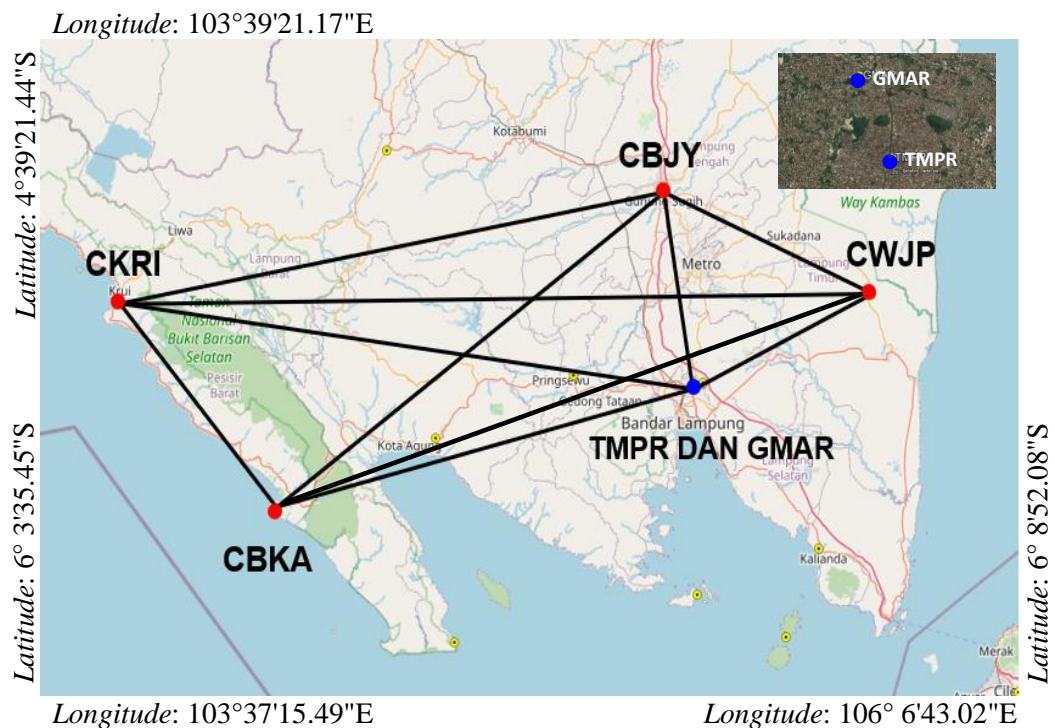 Longitude: 103°39'21.17"E
Latitude: 4°39'21.44"S
GMAR
TMPR
Kotabumi
CBJY
Lampung
Tengah
Gunung Sugih
Way Kambas
Liwa
Sukadana
CKRI
Lampung
Barat
Metro
Lampung
Timur
CWJP
Krui
Taman
Nasional
Bukit Barisan
Selatan
Pesisir
Barat
Pringsewu
Gedong Tataan
Bandar Lampung
Kota Agung
TMPR DAN GMAR
Lampung
Selatan
CBKA
Kalianda
Merak
Latitude: 6° 3'35.45"S
Latitude: 6° 8'52.08"S
Longitude: 103°37'15.49"E
Longitude: 106° 6'43.02"E